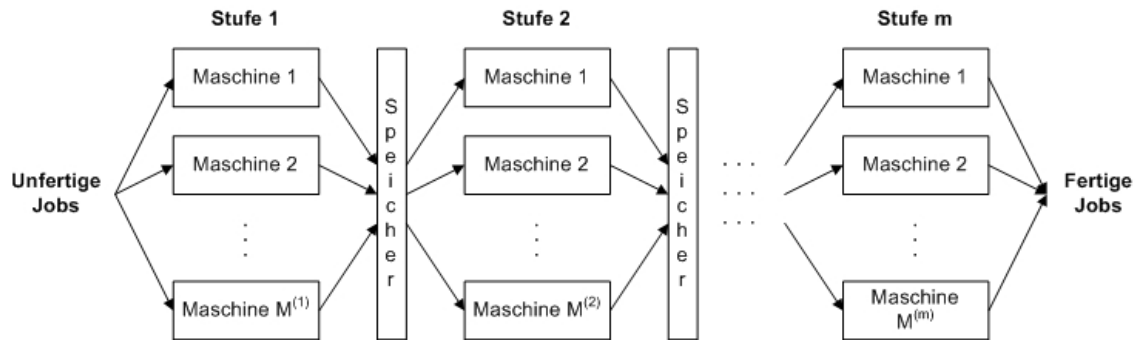 Stufe 1
Stufe 2
Stufe m
Unfertige
Jobs
Maschine 1
Maschine 2
Maschine M(1)
Speicher
Maschine 1
Maschine 2
Maschine M(2)
Speicher
Maschine 1
Maschine 2
Maschine
M(m)
Fertige
Jobs